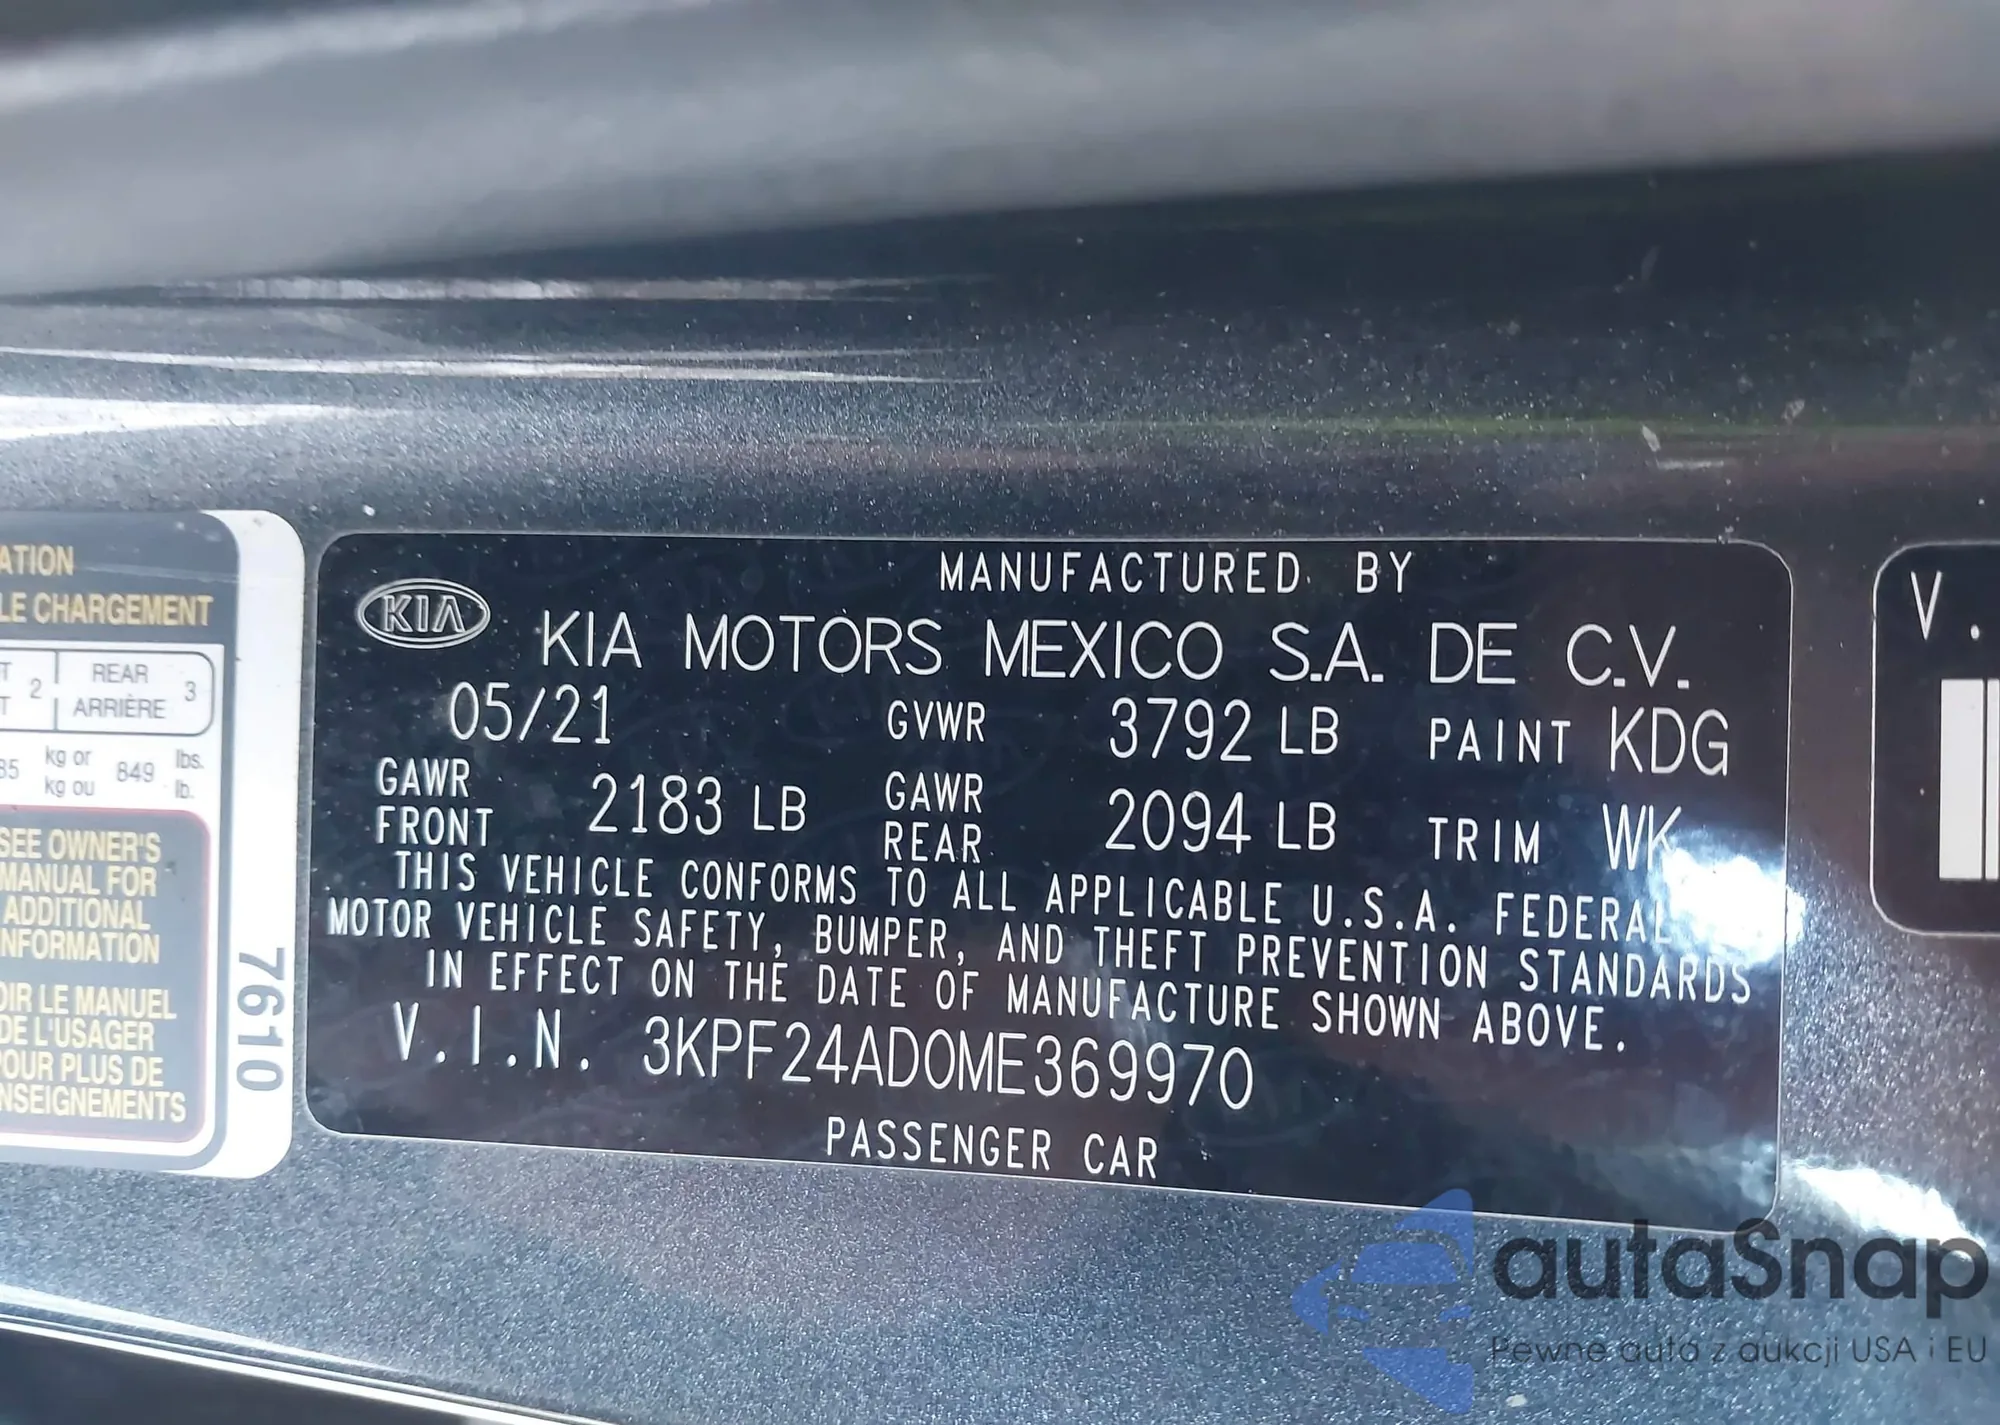 ATION
LE CHARGEMENT
2 REAR
ARRIÈRE 3
kg or lbs.
kg ou 849 lb.
SEE OWNER'S
MANUAL FOR
ADDITIONAL
INFORMATION
OIR LE MANUEL
DE L'USAGER
POUR PLUS DE
NSEIGNEMENTS
7610
MANUFACTURED BY
KIA KIA MOTORS MEXICO S.A. DE C.V.
05/21 GVWR 3792 LB PAINT KDG
GAWR FRONT 2183 LB GAWR REAR 2094 LB TRIM WK
THIS VEHICLE CONFORMS TO ALL APPLICABLE U.S.A. FEDERAL
MOTOR VEHICLE SAFETY, BUMPER, AND THEFT PREVENTION STANDARDS
IN EFFECT ON THE DATE OF MANUFACTURE SHOWN ABOVE.
V.I.N. 3KPF24AD0ME369970
PASSENGER CAR
V.
autaSnap
Pewne auta z aukcji USA i EU